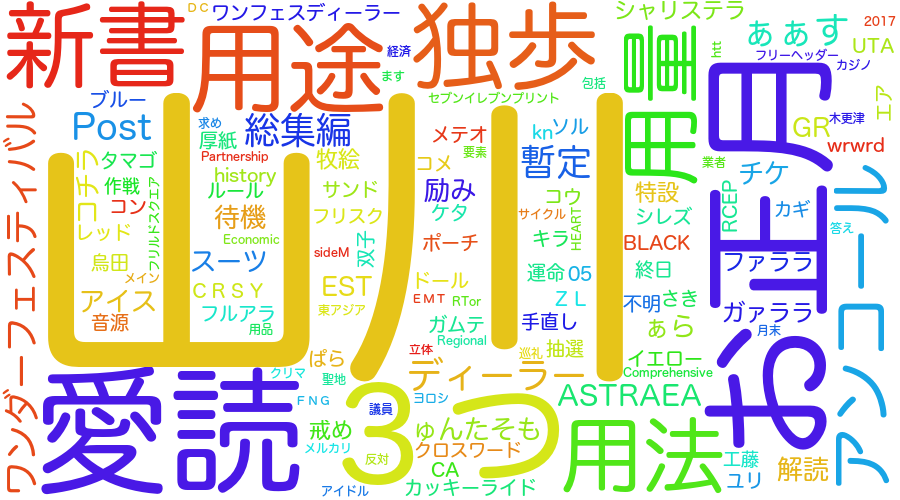 新書
ＤＣ
ワンフェスディーラー
用途
経済
ます
独歩
セブンイレブンプリント
包括
シャリステラ
用量
htt
ぁぁす
2017
UTA
フリーヘッダー
カジノ
お正月
エア
木更津
GR
wrwrd
業者
チケ
RCEP
カギ
答え
アンコール
ブルー
Post
求め
厚紙
総集編
Partnership
history
牧絵
メテオ
要素
kn
ソル
暫定
コメ
励み
サンド
ケタ
フリスク
コウ
サイクル
HEART
キラ
特設
シレズ
BLACK
終日
コチラ
タマゴ
作戦
コン
レッド
フリルドスクエア
ルール
待機
Economic
山ノ川
スーツ
双子
sideM
ポーチ
烏田
メイン
アイス
音源
ＣＲＳＹ
フルアラ
用品
EST
東アジア
ドール
ＥＭＴ
RTor
ガムテ
Regional
運命
05
ＺＬ
手直し
不明
さき
ぁら
ファララ
ガァララ
月末
イエロー
Comprehensive
抽選
巡礼
立体
ぱら
クリマ
聖地
ディーラー
ワンダーフェスティバル
愛読
ＦＮＧ
議員
ヨロシ
3つ
ASTRAEA
戒め
メルカリ
ゅんたそも
クロスワード
反対
CA
カッキーライド
アイドル
用法
工藤
ユリ
解読